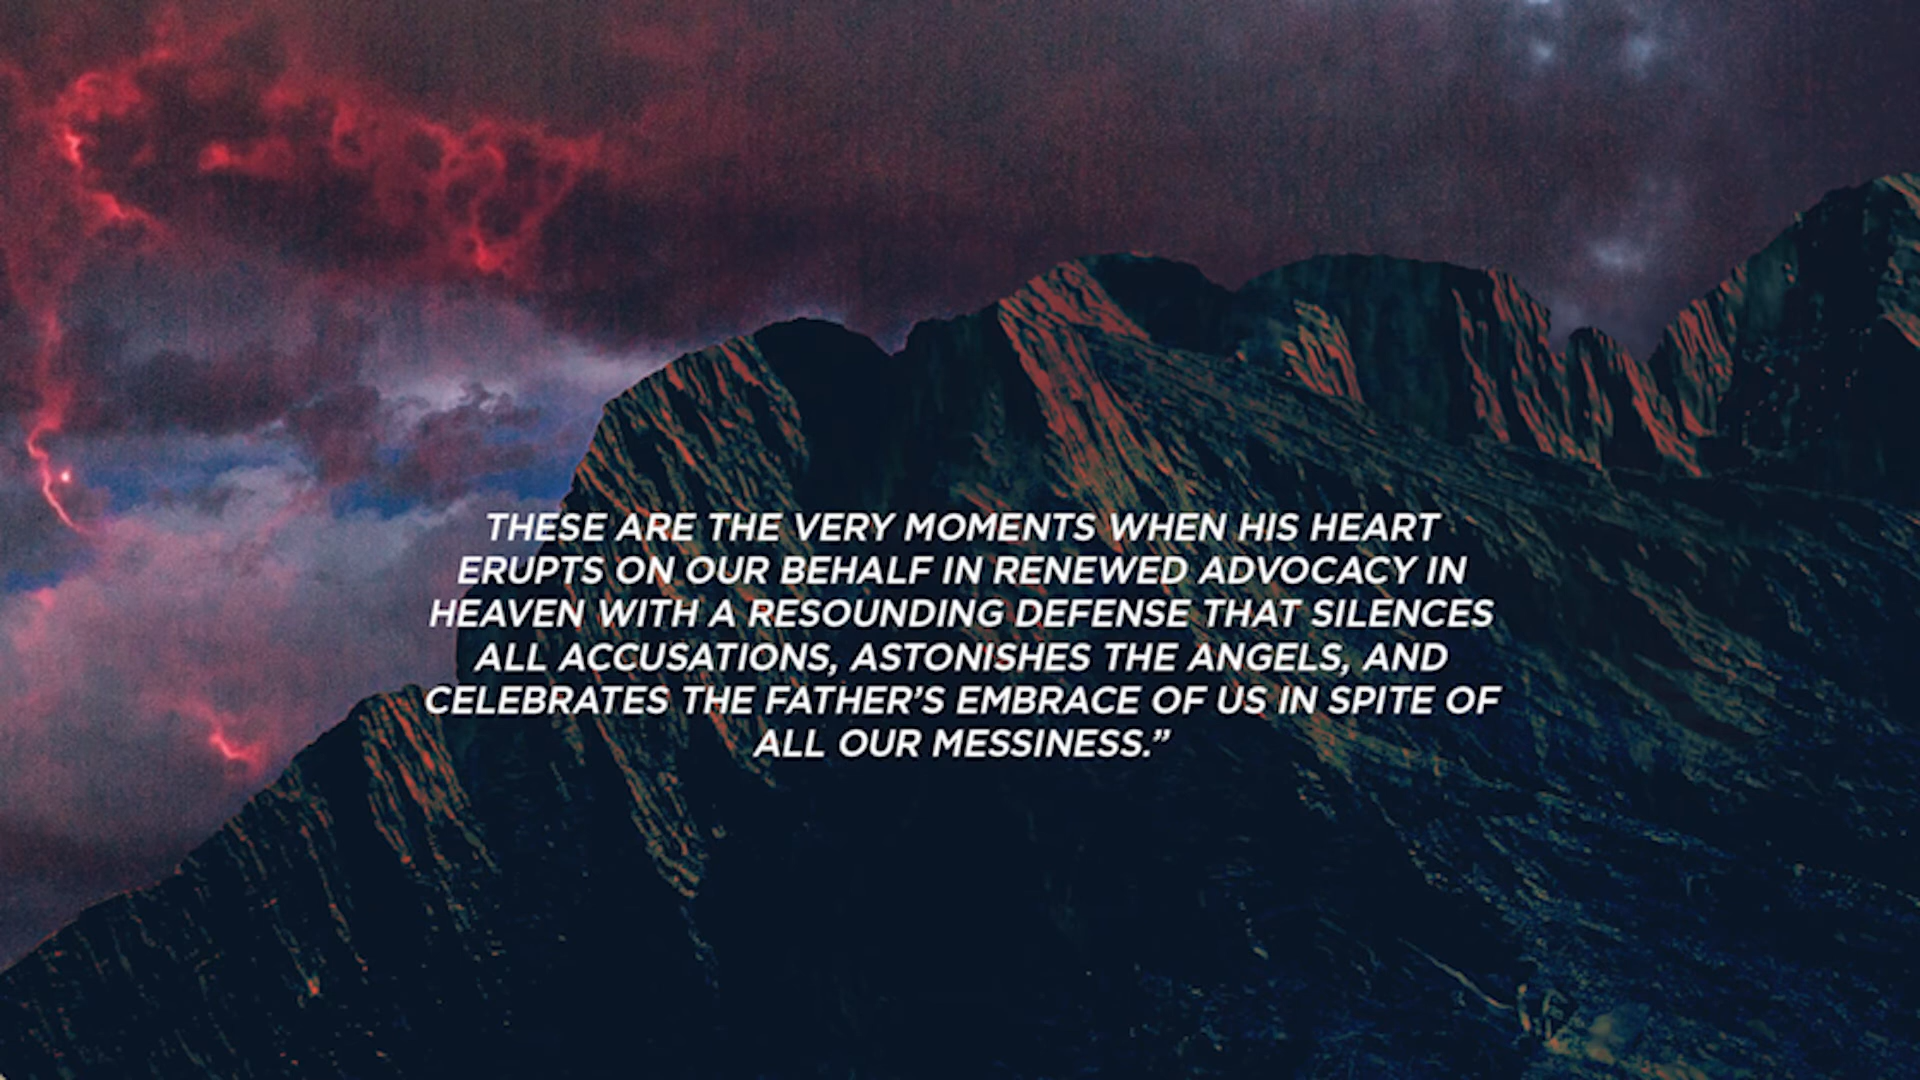 THESE ARE THE VERY MOMENTS WHEN HIS HEART
ERUPTS ON OUR BEHALF IN RENEWED ADVOCACY IN
HEAVEN WITH A RESOUNDING DEFENSE THAT SILENCES
ALL ACCUSATIONS, ASTONISHES THE ANGELS, AND
CELEBRATES THE FATHER’S EMBRACE OF US IN SPITE OF
ALL OUR MESSINESS.”